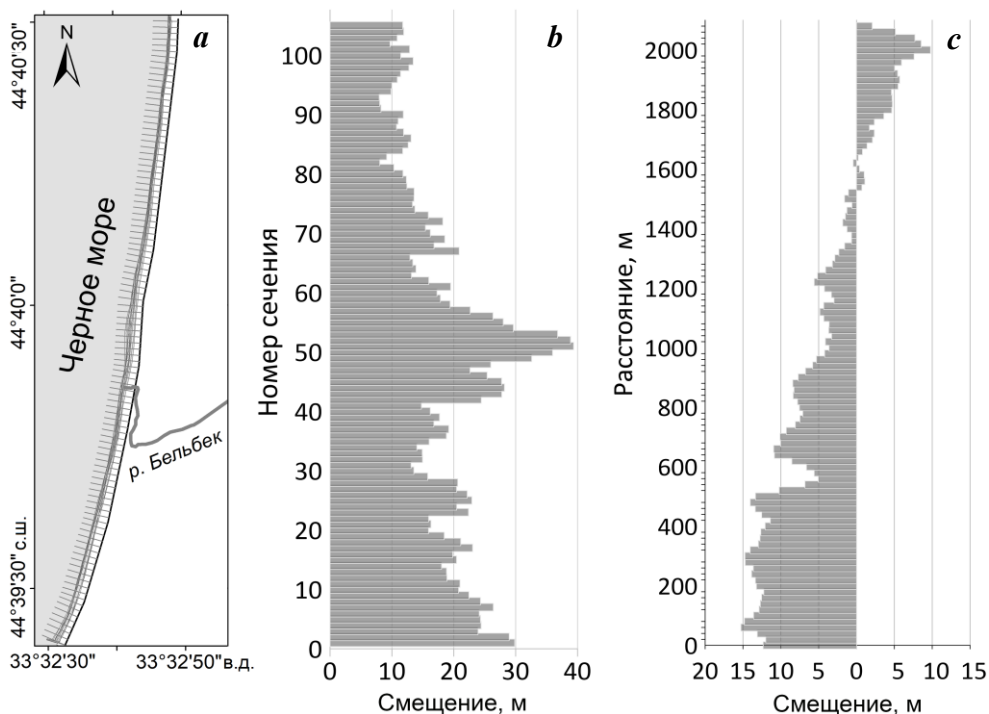 a
N
44°40'30"
Черное море
44°40'0"
р. Бельбек
44°39'30" с.ш.
33°32'30"
33°32'50"в.д.
b
Номер сечения
100
90
80
70
60
50
40
30
20
10
0
0 10 20 30 40
Смещение, м
c
Расстояние, м
2000
1800
1600
1400
1200
1000
800
600
400
200
0
20 15 10 5 0 5 10 15
Смещение, м